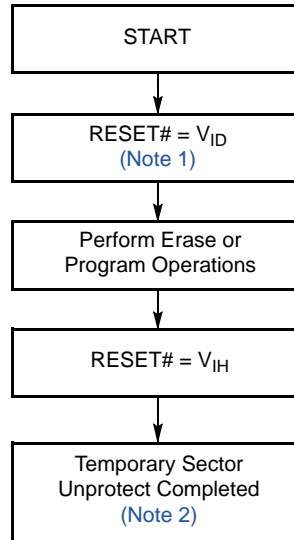 START
RESET# = VID
(Note 1)
Perform Erase or
Program Operations
RESET# = VIH
Temporary Sector
Unprotect Completed
(Note 2)